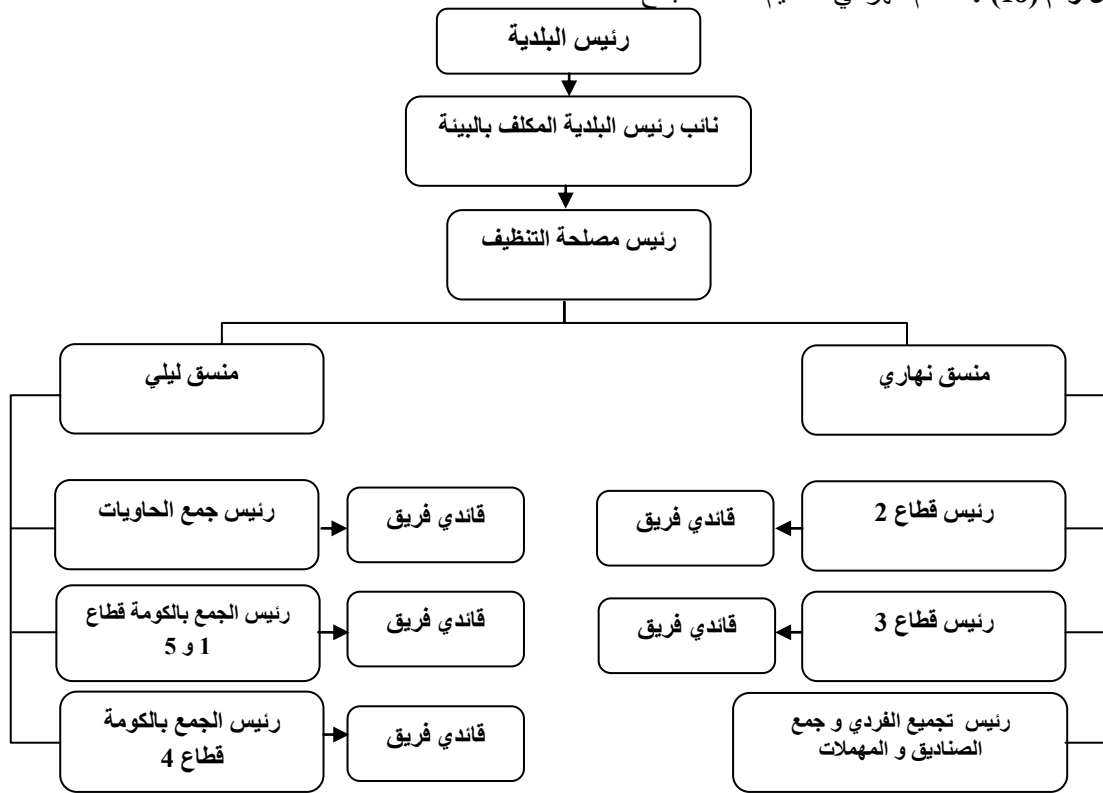 رقم (18)
رئيس البلدية
نائب رئيس البلدية المكلف بالبيئة
رئيس مصلحة التنظيف
منسق نهاري
منسق ليلي
رئيس قطاع 2
قائدي فريق
قائدي فريق
رئيس جمع الحاويات
رئيس قطاع 3
قائدي فريق
قائدي فريق
رئيس الجمع بالكومة قطاع
1 و 5
رئيس تجميع الفردي و جمع
الصناديق و المهملات
قائدي فريق
رئيس الجمع بالكومة
قطاع 4